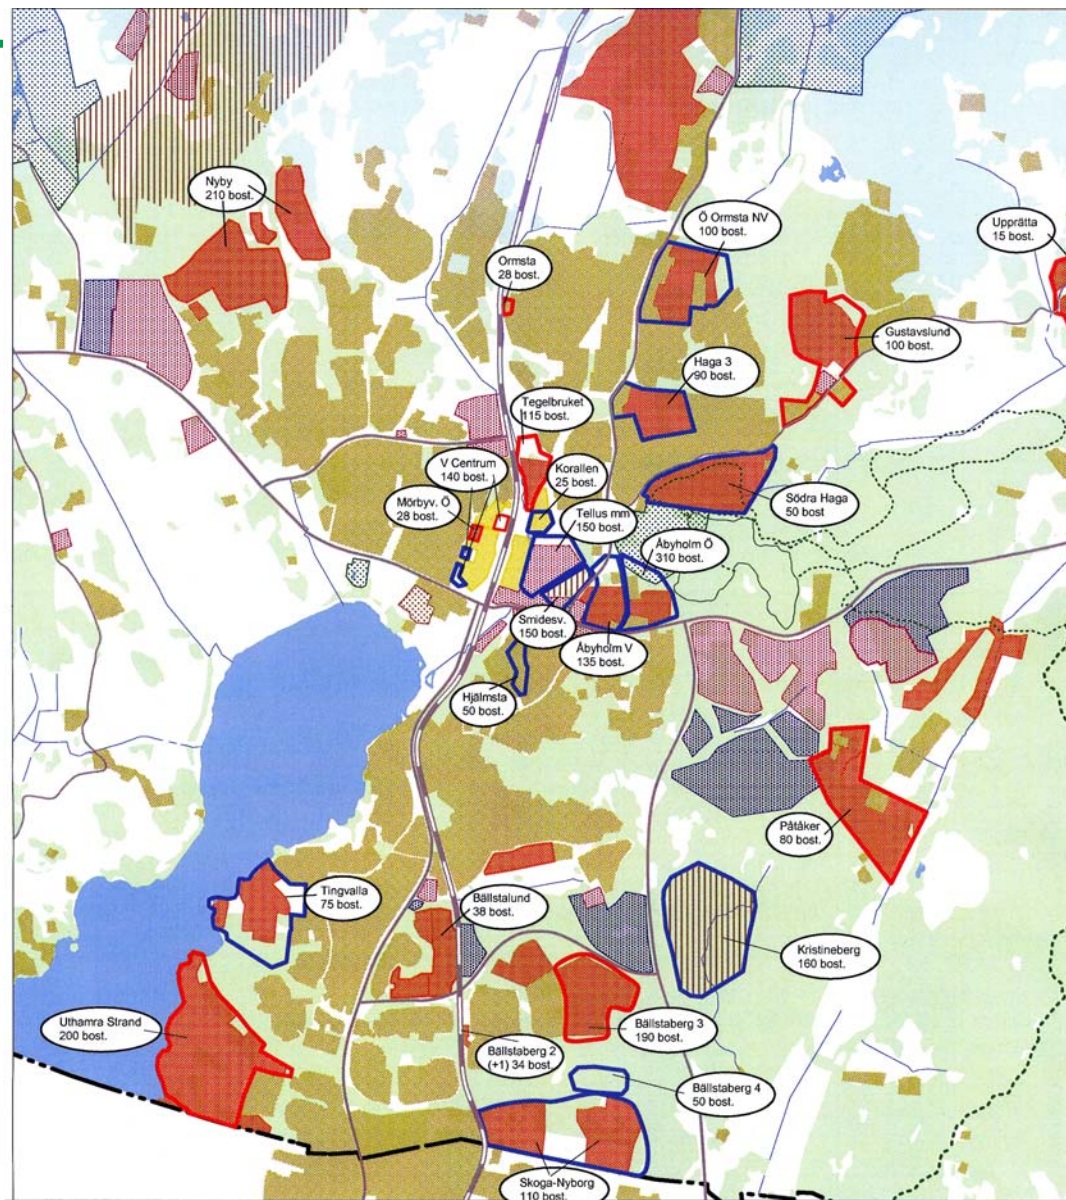 Nyby
210 bost.
Ö Ormsta NV
100 bost.
Upprätta
15 bost.
Ormsta
28 bost.
Gustavslund
100 bost.
Haga 3
90 bost.
Tegelbruket
115 bost.
V Centrum
140 bost.
Korallen
25 bost.
Södra Haga
50 bost
Mörbyv. Ö
28 bost.
Tellus mm
150 bost.
Åbyholm Ö
310 bost.
Smidesv.
150 bost.
Åbyholm V
135 bost.
Hjälmsta
50 bost.
Påtåker
80 bost.
Tingvalla
75 bost.
Bällstalund
38 bost.
Kristineberg
160 bost.
Uthamra Strand
200 bost.
Bällstaberg 3
190 bost.
Bällstaberg 2
(+1) 34 bost.
Bällstaberg 4
50 bost.
Skoga-Nyborg
110 bost.